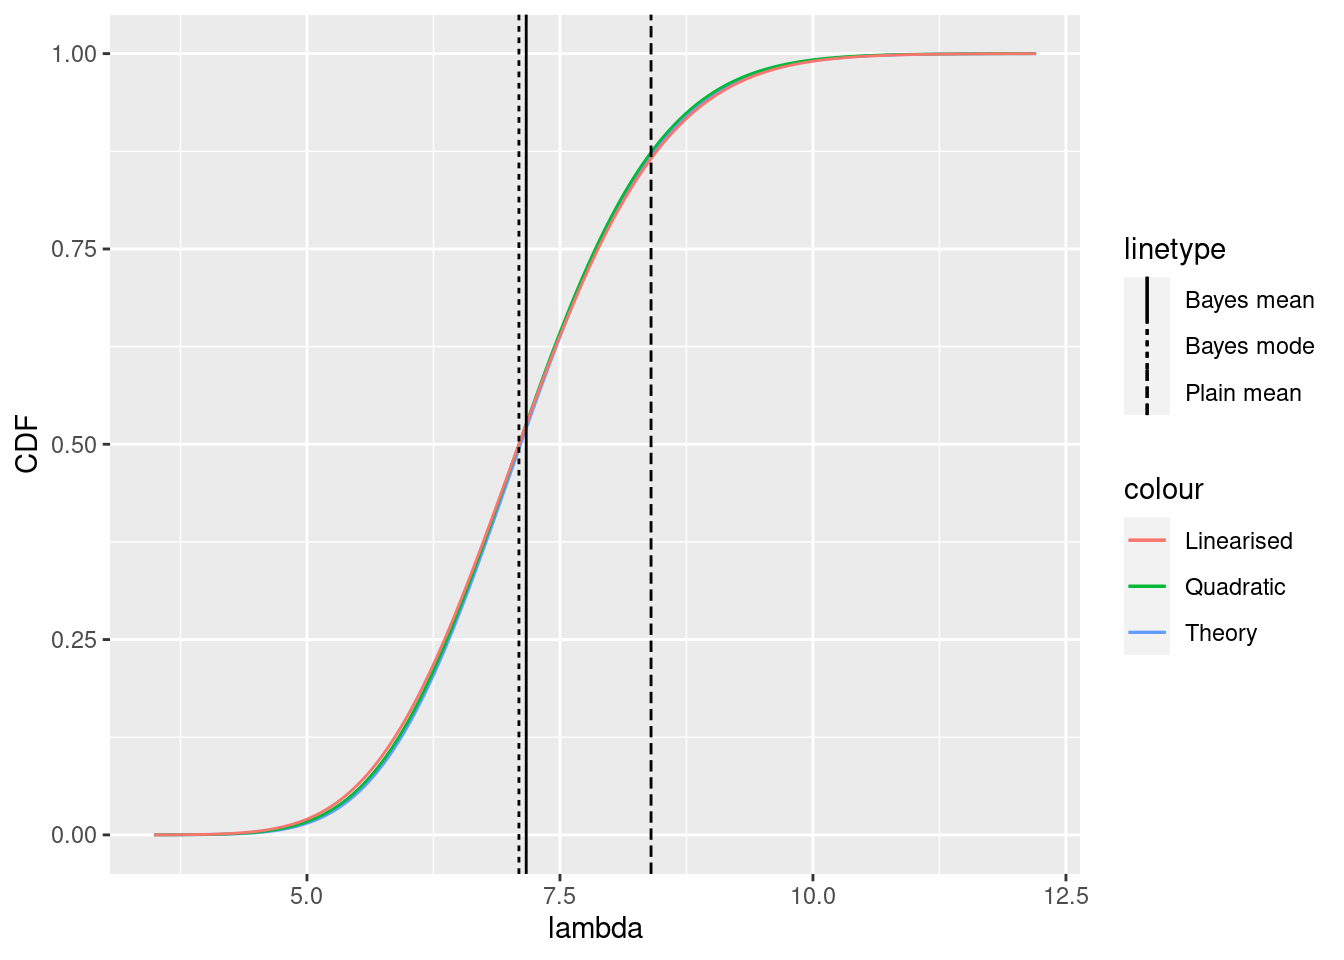 1.00
0.75
0.50
0.25
0.00
CDF
5.0
7.5
10.0
12.5
lambda
linetype
Bayes mean
Bayes mode
Plain mean
colour
Linearised
Quadratic
Theory